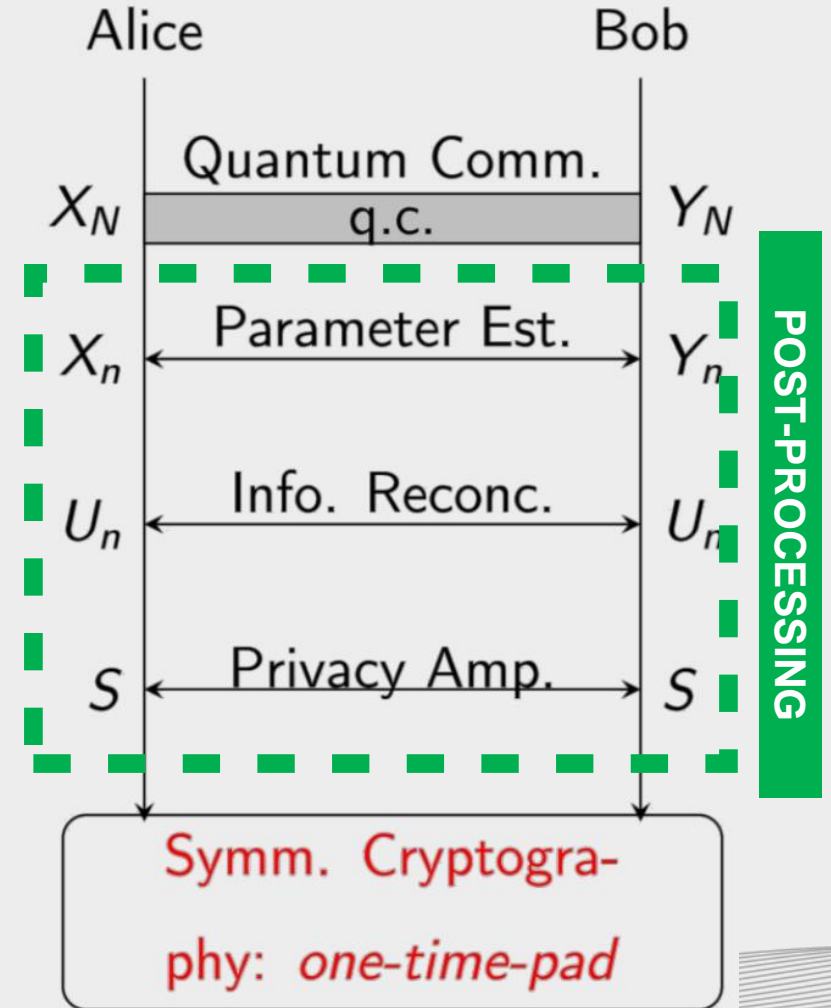 Alice Bob
Quantum Comm.
X_N q.c. Y_N
Parameter Est.
X_n Y_n
Info. Reconc.
U_n U_n
Privacy Amp.
S S
Symm. Cryptogra-
phy: one-time-pad
POST-PROCESSING